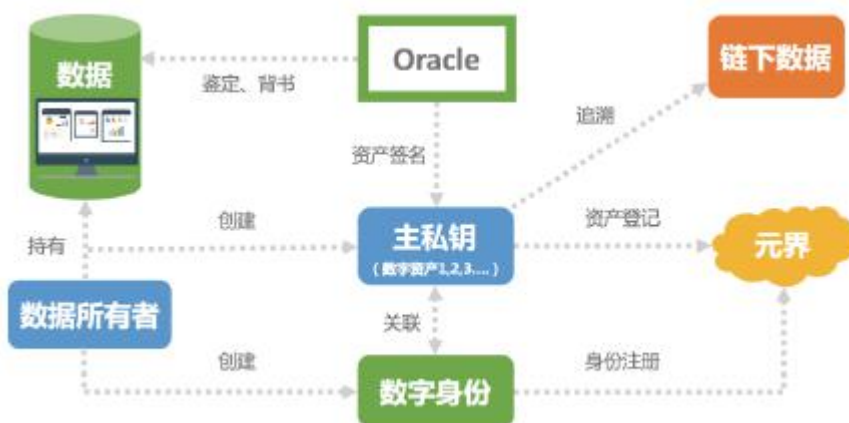 数据
Oracle
链下数据
鉴定、背书
追溯
资产签名
创建
主私钥
（数字资产1,2,3....）
资产登记
元界
持有
数据所有者
关联
创建
数字身份
身份注册